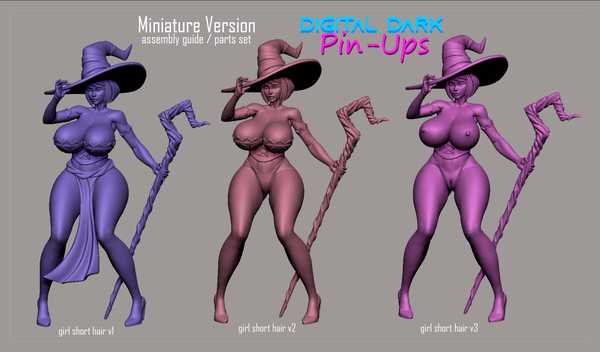 Miniature Version
assembly guide / parts set
DIGITAL DARK
Pin-Ups
girl short hair v1
girl short hair v2
girl short hair v3